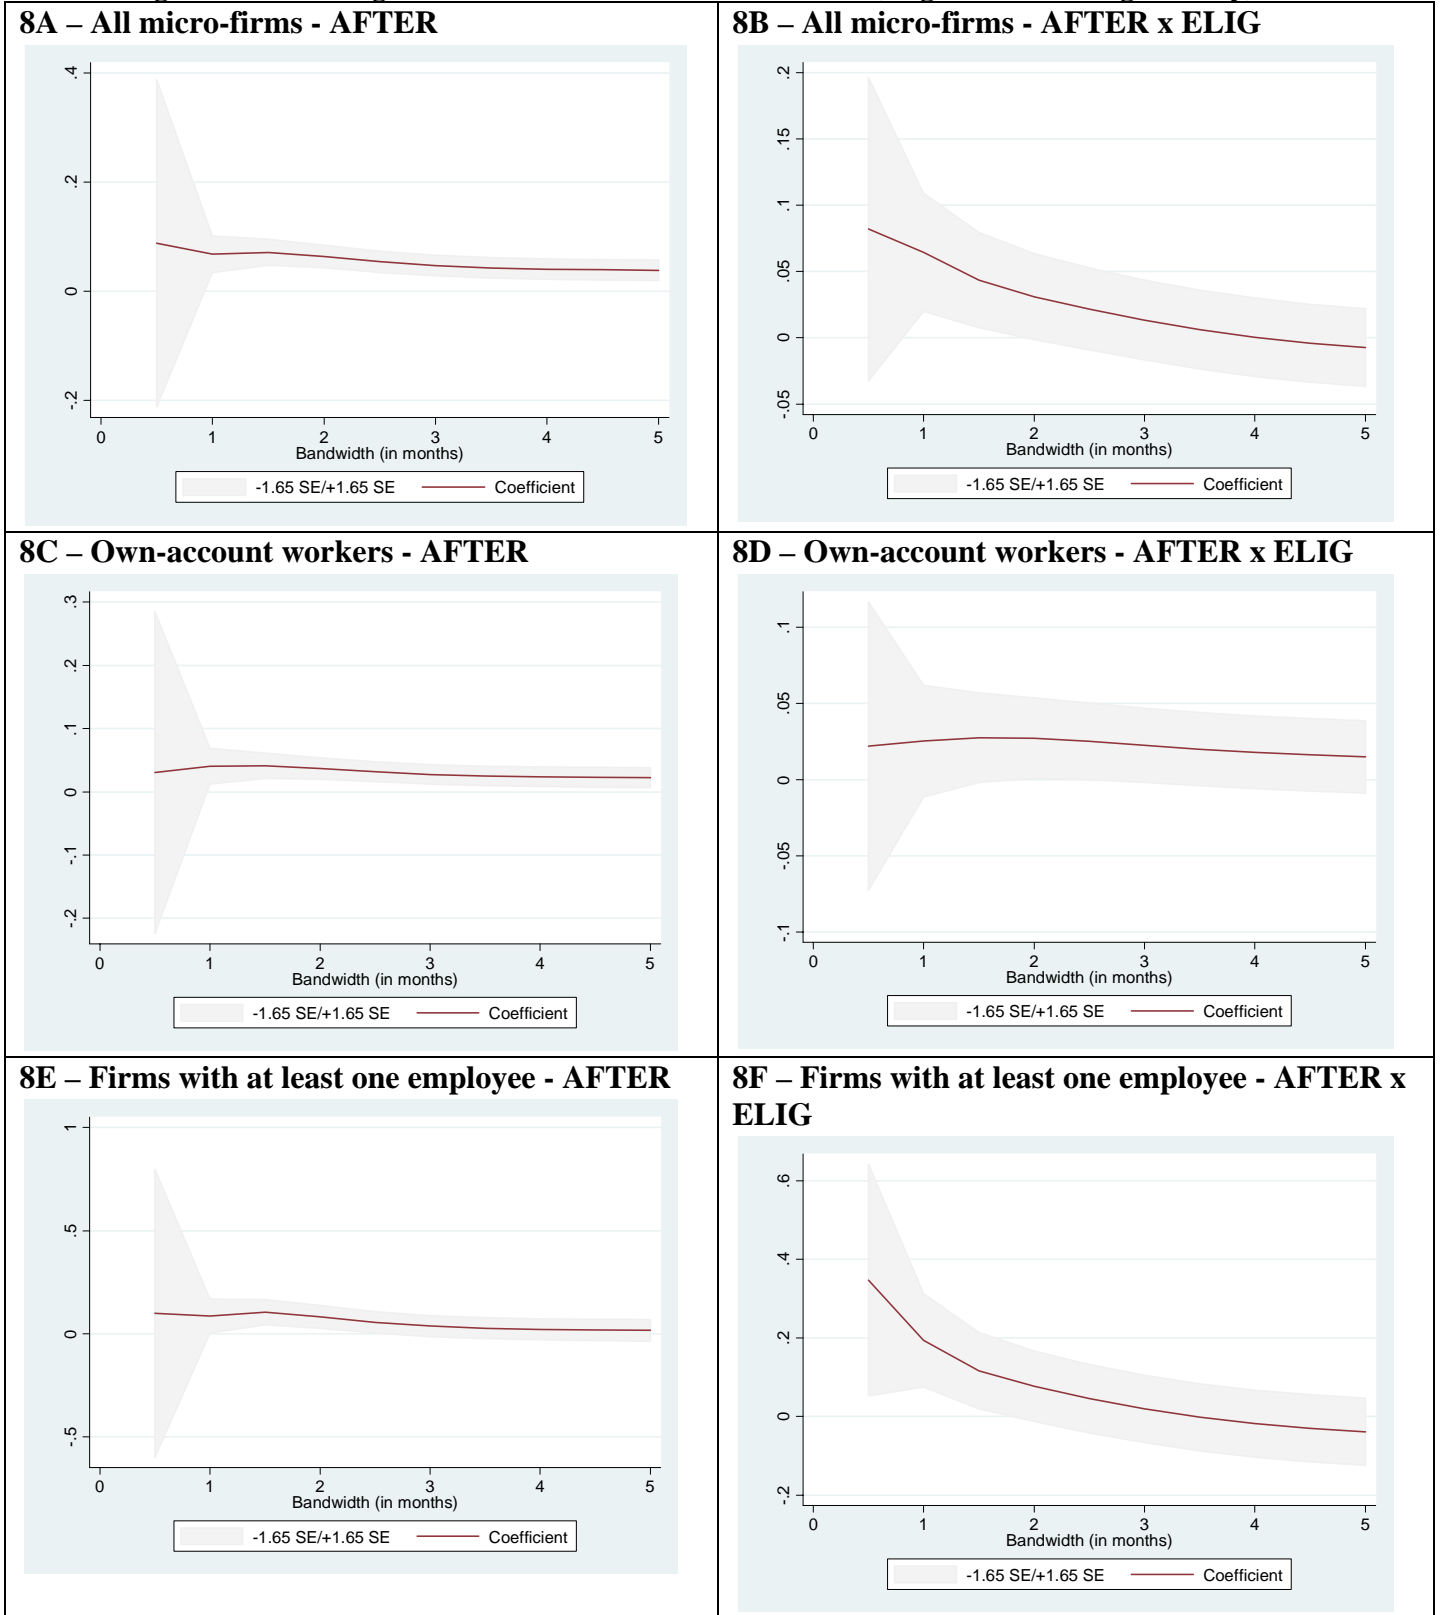 8A – All micro-firms - AFTER
.4
.2
0
-.2
0 1 2 3 4 5
Bandwidth (in months)
-1.65 SE/+1.65 SE Coefficient
8B – All micro-firms - AFTER x ELIG
.2
.15
.1
.05
0
-.05
0 1 2 3 4 5
Bandwidth (in months)
-1.65 SE/+1.65 SE Coefficient
8C – Own-account workers - AFTER
.3
.2
.1
0
-.1
-.2
0 1 2 3 4 5
Bandwidth (in months)
-1.65 SE/+1.65 SE Coefficient
8D – Own-account workers - AFTER x ELIG
.1
.05
0
-.05
-.1
0 1 2 3 4 5
Bandwidth (in months)
-1.65 SE/+1.65 SE Coefficient
8E – Firms with at least one employee - AFTER
1
.5
0
-.5
0 1 2 3 4 5
Bandwidth (in months)
-1.65 SE/+1.65 SE Coefficient
8F – Firms with at least one employee - AFTER x
ELIG
.6
.4
.2
0
-.2
0 1 2 3 4 5
Bandwidth (in months)
-1.65 SE/+1.65 SE Coefficient